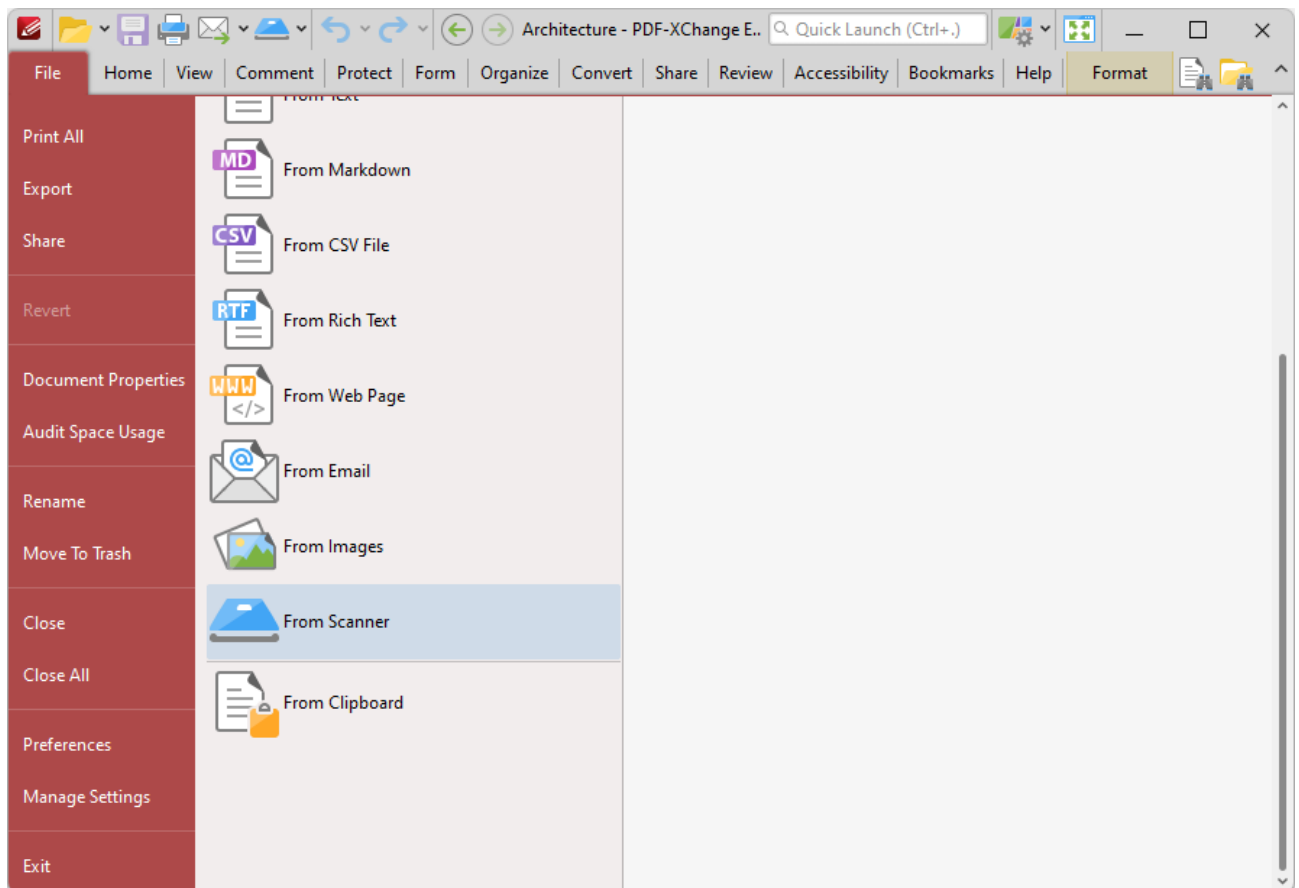 Architecture - PDF-XChange E..
Quick Launch (Ctrl+.)
File Home View Comment Protect Form Organize Convert Share Review Accessibility Bookmarks Help Format
Print All
Export
Share
Revert
Document Properties
Audit Space Usage
Rename
Move To Trash
Close
Close All
Preferences
Manage Settings
Exit
From Text
MD From Markdown
CSV From CSV File
RTF From Rich Text
WWW </> From Web Page
@ From Email
From Images
From Scanner
From Clipboard